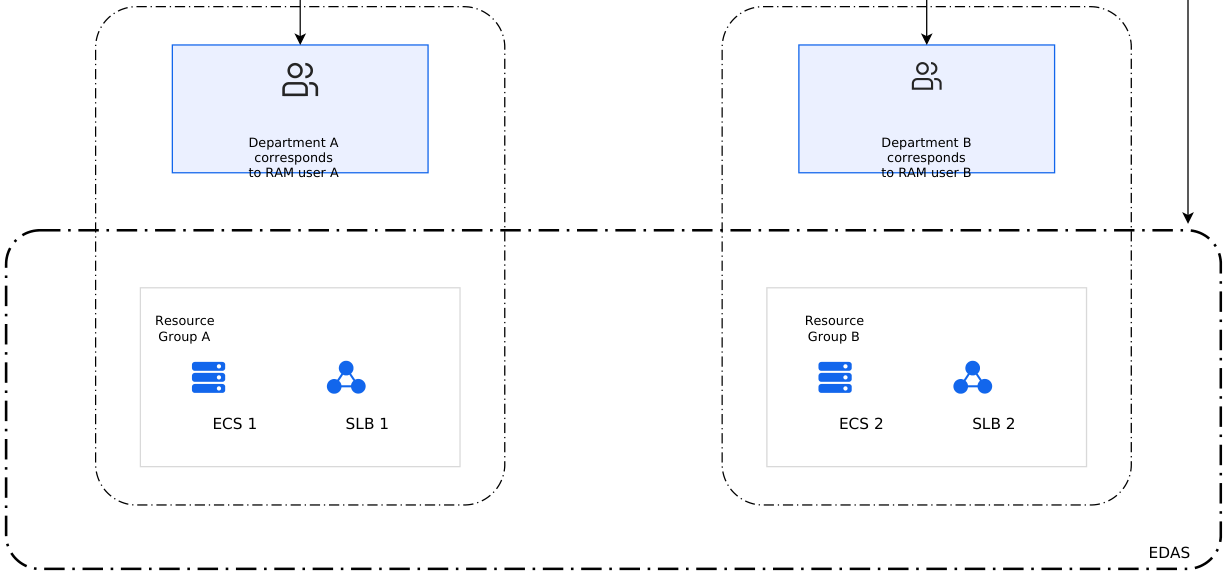 Department A
corresponds
to RAM user A
Department B
corresponds
to RAM user B
Resource
Group A
ECS 1
SLB 1
Resource
Group B
ECS 2
SLB 2
EDAS